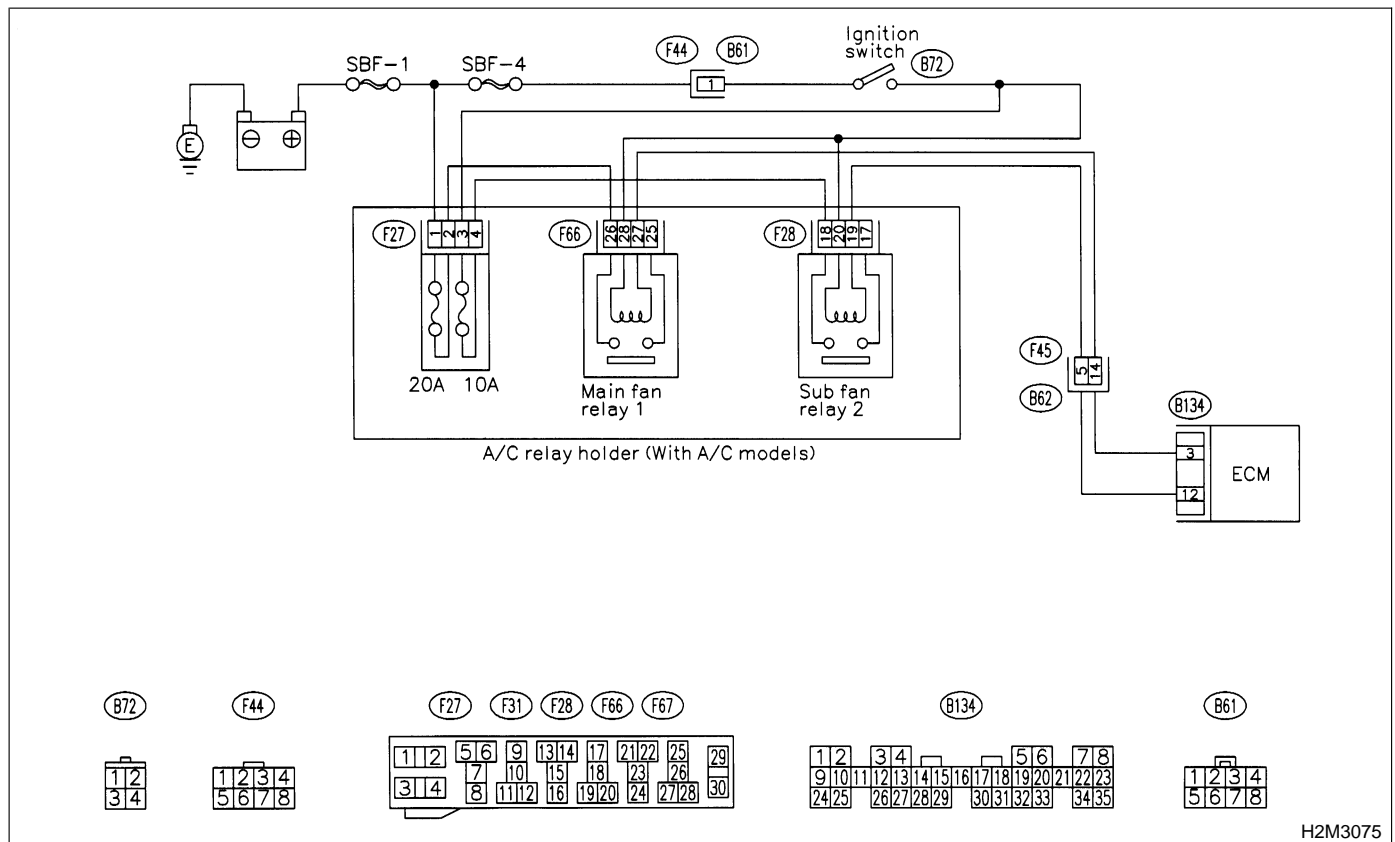 Ignition
switch
F44 B61 B72
SBF-1 SBF-4
1
E
⊖ ⊕
F27 F66 F28
1 2 3 4
26 28 27 25
18 20 19 17
20A 10A
Main fan
relay 1
Sub fan
relay 2
A/C relay holder (With A/C models)
F45
5 14
B62
B134
3
12
ECM
B72 F44 F27 F31 F28 F66 F67 B134 B61
1 2
3 4
1 2 3 4
5 6 7 8
1 2 5 6 9 13 14 17 21 22 25 29
7 10 15 18 23 26
3 4 8 11 12 16 19 20 24 27 28 30
1 2 3 4 5 6 7 8
9 10 11 12 13 14 15 16 17 18 19 20 21 22 23
24 25 26 27 28 29 30 31 32 33 34 35
1 2 3 4
5 6 7 8
H2M3075